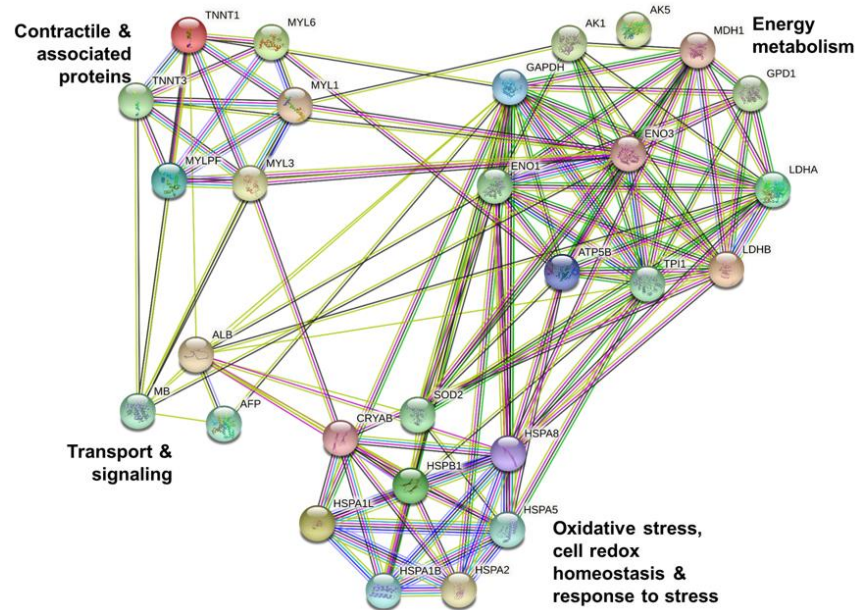 Contractile &
associated
proteins
Energy
metabolism
TNNT1
MYL6
AK1
AK5
MDH1
TNNT3
MYL1
GAPDH
GPD1
MYLPF
MYL3
ENO1
ENO3
LDHA
ATP5B
TPI1
LDHB
ALB
MB
AFP
SOD2
CRYAB
HSPA8
HSPB1
HSPA1L
HSPA5
HSPA1B
HSPA2
Transport &
signaling
Oxidative stress,
cell redox
homeostasis &
response to stress